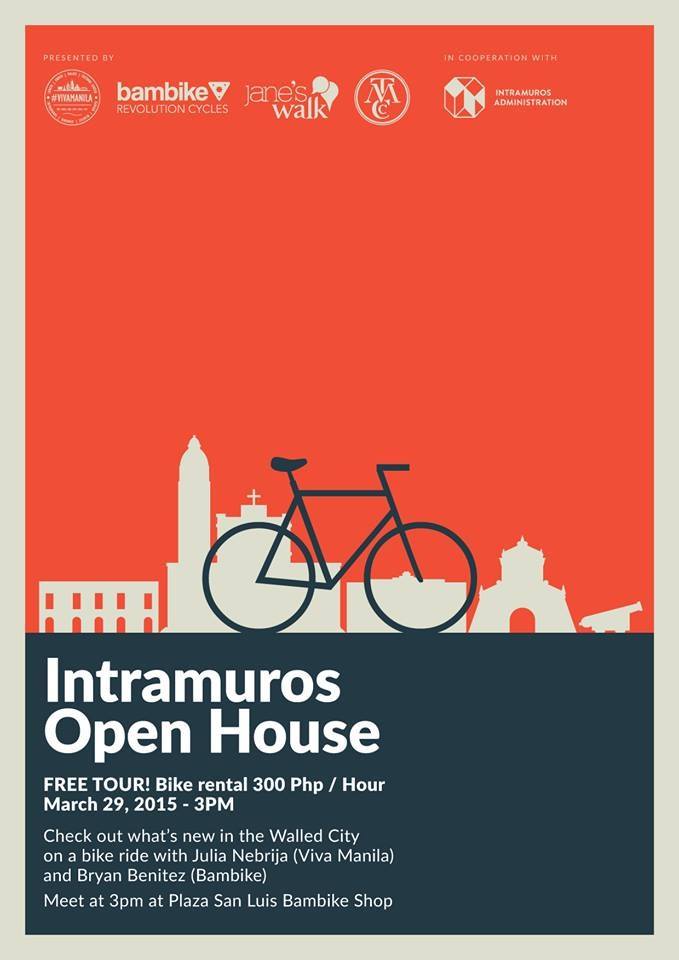 PRESENTED BY
IN COOPERATION WITH
#VIVAMANILA
bambike
REVOLUTION CYCLES
jane's
walk
INTRAMUROS
ADMINISTRATION
Intramuros
Open House
FREE TOUR! Bike rental 300 Php / Hour
March 29, 2015 - 3PM
Check out what's new in the Walled City
on a bike ride with Julia Nebrija (Viva Manila)
and Bryan Benitez (Bambike)
Meet at 3pm at Plaza San Luis Bambike Shop